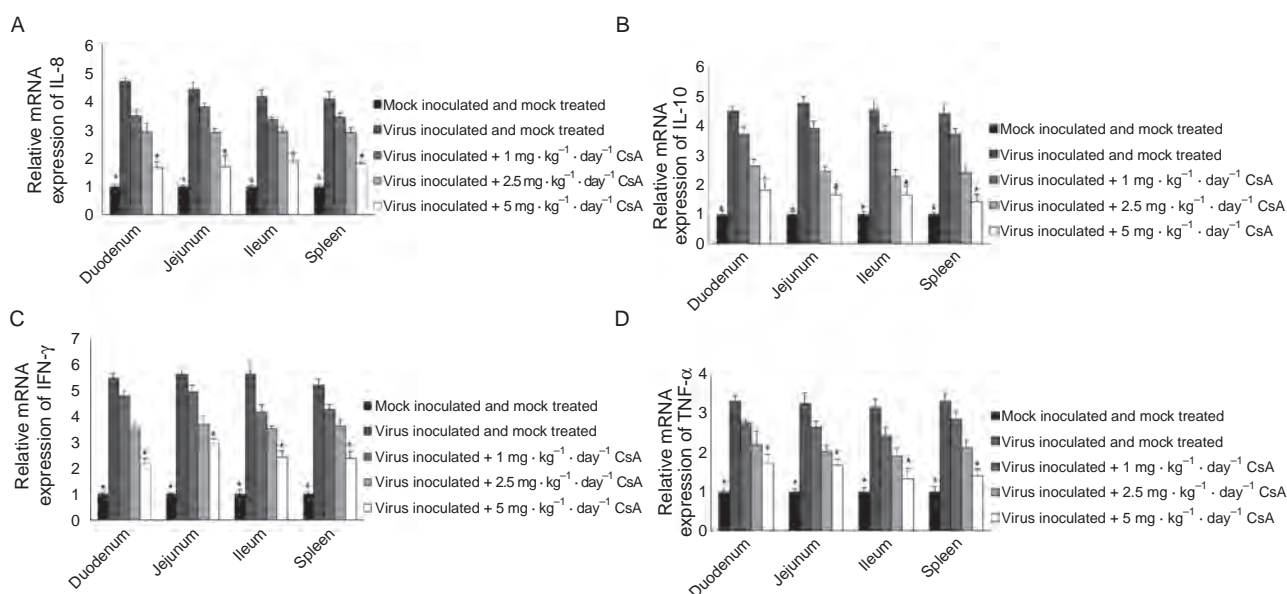 A
Relative mRNA
expression of IL-8
6
5
4
3
2
1
0
Duodenum
Jejunum
Ileum
Spleen
Mock inoculated and mock treated
Virus inoculated and mock treated
Virus inoculated + 1 mg · kg⁻¹ · day⁻¹ CsA
Virus inoculated + 2.5 mg · kg⁻¹ · day⁻¹ CsA
Virus inoculated + 5 mg · kg⁻¹ · day⁻¹ CsA
B
Relative mRNA
expression of IL-10
6
5
4
3
2
1
0
Duodenum
Jejunum
Ileum
Spleen
Mock inoculated and mock treated
Virus inoculated and mock treated
Virus inoculated + 1 mg · kg⁻¹ · day⁻¹ CsA
Virus inoculated + 2.5 mg · kg⁻¹ · day⁻¹ CsA
Virus inoculated + 5 mg · kg⁻¹ · day⁻¹ CsA
C
Relative mRNA
expression of IFN-γ
7
6
5
4
3
2
1
0
Duodenum
Jejunum
Ileum
Spleen
Mock inoculated and mock treated
Virus inoculated and mock treated
Virus inoculated + 1 mg · kg⁻¹ · day⁻¹ CsA
Virus inoculated + 2.5 mg · kg⁻¹ · day⁻¹ CsA
Virus inoculated + 5 mg · kg⁻¹ · day⁻¹ CsA
D
Relative mRNA
expression of TNF-α
4
3
2
1
0
Duodenum
Jejunum
Ileum
Spleen
Mock inoculated and mock treated
Virus inoculated and mock treated
Virus inoculated + 1 mg · kg⁻¹ · day⁻¹ CsA
Virus inoculated + 2.5 mg · kg⁻¹ · day⁻¹ CsA
Virus inoculated + 5 mg · kg⁻¹ · day⁻¹ CsA